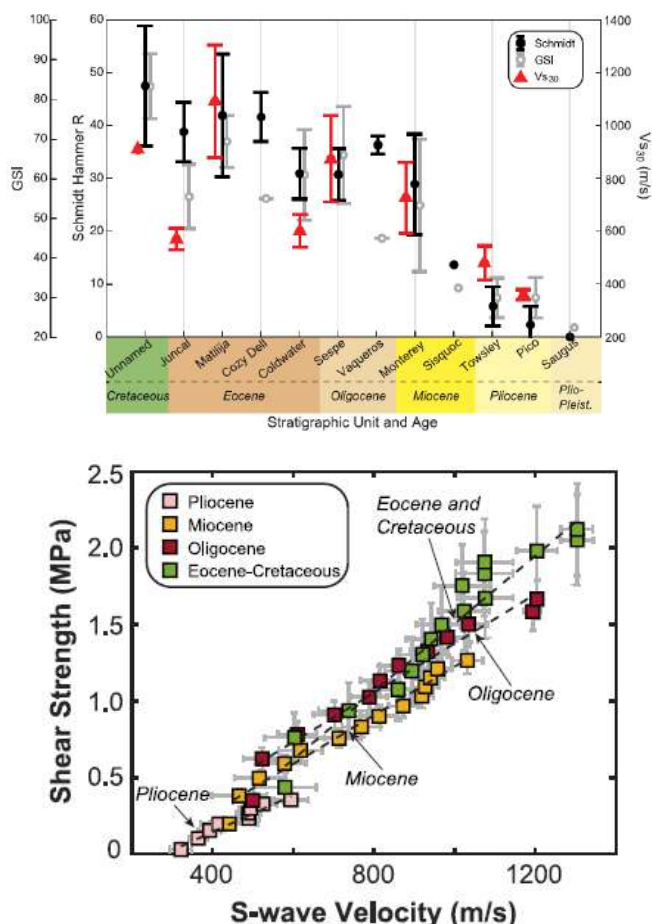 100
90
80
70
60
50
40
30
20
GSI
60
50
40
30
20
10
0
Schmidt Hammer R
Schmidt
GSI
Vs₃₀
1400
1200
1000
800
600
400
200
Vs₃₀ (m/s)
Unnamed
Juncal
Matilija
Cozy Dell
Coldwater
Sespe
Vaqueros
Monterey
Sisquoc
Towsley
Pico
Saugus
Cretaceous
Eocene
Oligocene
Miocene
Pliocene
Plio-
Pleist.
Stratigraphic Unit and Age
2.5
2.0
1.5
1.0
0.5
0
Shear Strength (MPa)
Pliocene
Miocene
Oligocene
Eocene-Cretaceous
Eocene and
Cretaceous
Oligocene
Miocene
Pliocene
400
800
1200
S-wave Velocity (m/s)